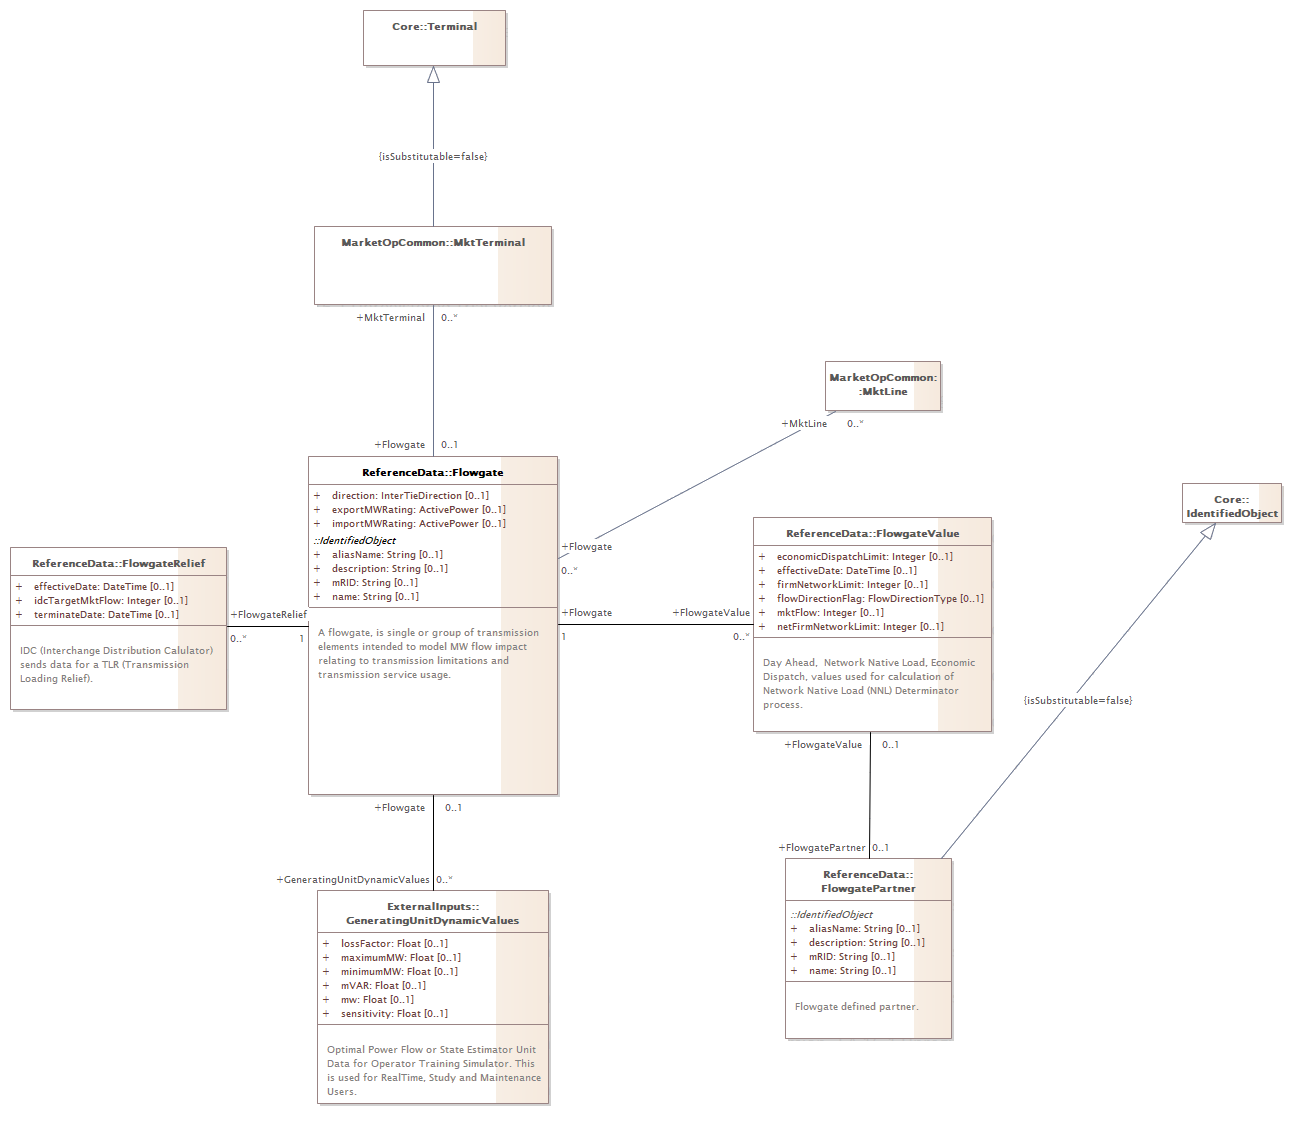 Core::Terminal
{isSubstitutable=false}
MarketOpCommon::MktTerminal
+MktTerminal
0..*
MarketOpCommon:
:MktLine
+MktLine
0..*
+Flowgate
0..1
ReferenceData::Flowgate
+ direction: InterTieDirection [0..1]
+ exportMWRating: ActivePower [0..1]
+ importMWRating: ActivePower [0..1]
::IdentifiedObject
+ aliasName: String [0..1]
+ description: String [0..1]
+ mRID: String [0..1]
+ name: String [0..1]
A flowgate, is single or group of transmission
elements intended to model MW flow impact
relating to transmission limitations and
transmission service usage.
Core::
IdentifiedObject
+Flowgate
0..*
ReferenceData::FlowgateRelief
+ effectiveDate: DateTime [0..1]
+ idcTargetMktFlow: Integer [0..1]
+ terminateDate: DateTime [0..1]
IDC (Interchange Distribution Calulator)
sends data for a TLR (Transmission
Loading Relief).
+FlowgateRelief
0..*
1
+Flowgate
1
+FlowgateValue
0..*
ReferenceData::FlowgateValue
+ economicDispatchLimit: Integer [0..1]
+ effectiveDate: DateTime [0..1]
+ firmNetworkLimit: Integer [0..1]
+ flowDirectionFlag: FlowDirectionType [0..1]
+ mktFlow: Integer [0..1]
+ netFirmNetworkLimit: Integer [0..1]
Day Ahead,  Network Native Load, Economic
Dispatch, values used for calculation of
Network Native Load (NNL) Determinator
process.
{isSubstitutable=false}
+FlowgateValue
0..1
+Flowgate
0..1
+FlowgatePartner
0..1
+GeneratingUnitDynamicValues
0..*
ReferenceData::
FlowgatePartner
::IdentifiedObject
+ aliasName: String [0..1]
+ description: String [0..1]
+ mRID: String [0..1]
+ name: String [0..1]
Flowgate defined partner.
ExternalInputs::
GeneratingUnitDynamicValues
+ lossFactor: Float [0..1]
+ maximumMW: Float [0..1]
+ minimumMW: Float [0..1]
+ mVAR: Float [0..1]
+ mw: Float [0..1]
+ sensitivity: Float [0..1]
Optimal Power Flow or State Estimator Unit
Data for Operator Training Simulator. This
is used for RealTime, Study and Maintenance
Users.